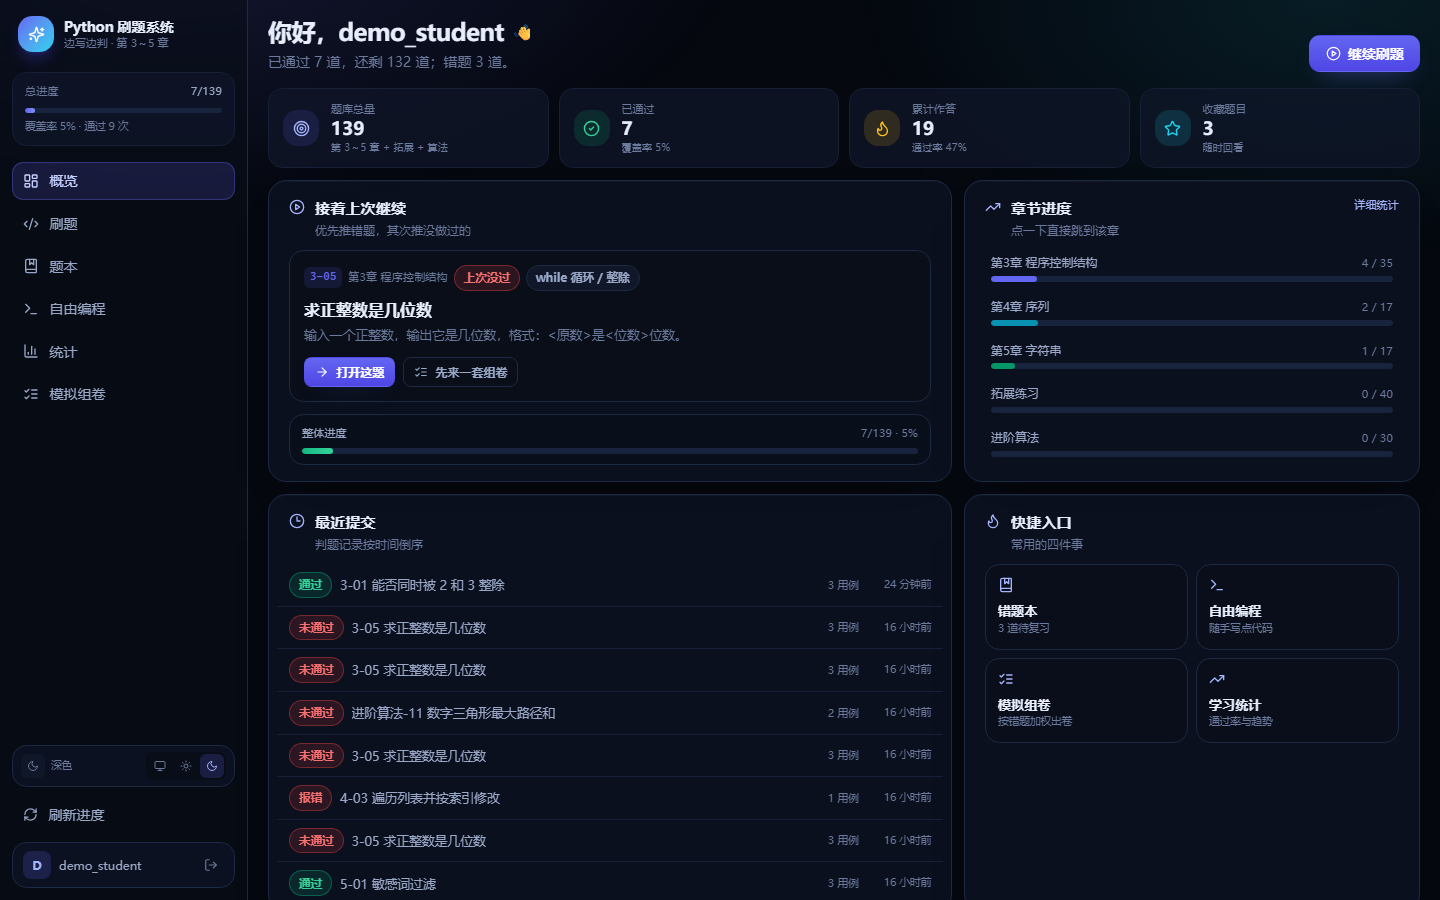 Python 刷题系统
边写边判 · 第 3～5 章
总进度 7/139
覆盖率 5% · 通过 9 次
概览
刷题
题本
自由编程
统计
模拟组卷
深色
刷新进度
D demo_student
你好，demo_student 👋
已通过 7 道，还剩 132 道；错题 3 道。
继续刷题
题库总量
139
第 3～5 章 + 拓展 + 算法
已通过
7
覆盖率 5%
累计作答
19
通过率 47%
收藏题目
3
随时回看
接着上次继续
优先推错题，其次推没做过的
3-05 第3章 程序控制结构 上次没过 while 循环 / 整除
求正整数是几位数
输入一个正整数，输出它是几位数，格式：<原数>是<位数>位数。
打开这题 先来一套组卷
整体进度 7/139 · 5%
章节进度 详细统计
点一下直接跳到该章
第3章 程序控制结构 4 / 35
第4章 序列 2 / 17
第5章 字符串 1 / 17
拓展练习 0 / 40
进阶算法 0 / 30
最近提交
判题记录按时间倒序
通过 3-01 能否同时被 2 和 3 整除 3 用例 24 分钟前
未通过 3-05 求正整数是几位数 3 用例 16 小时前
未通过 3-05 求正整数是几位数 3 用例 16 小时前
未通过 进阶算法-11 数字三角形最大路径和 2 用例 16 小时前
未通过 3-05 求正整数是几位数 3 用例 16 小时前
报错 4-03 遍历列表并按索引修改 1 用例 16 小时前
未通过 3-05 求正整数是几位数 3 用例 16 小时前
通过 5-01 敏感词过滤 3 用例 16 小时前
快捷入口
常用的四件事
错题本
3 道待复习
自由编程
随手写点代码
模拟组卷
按错题加权出卷
学习统计
通过率与趋势